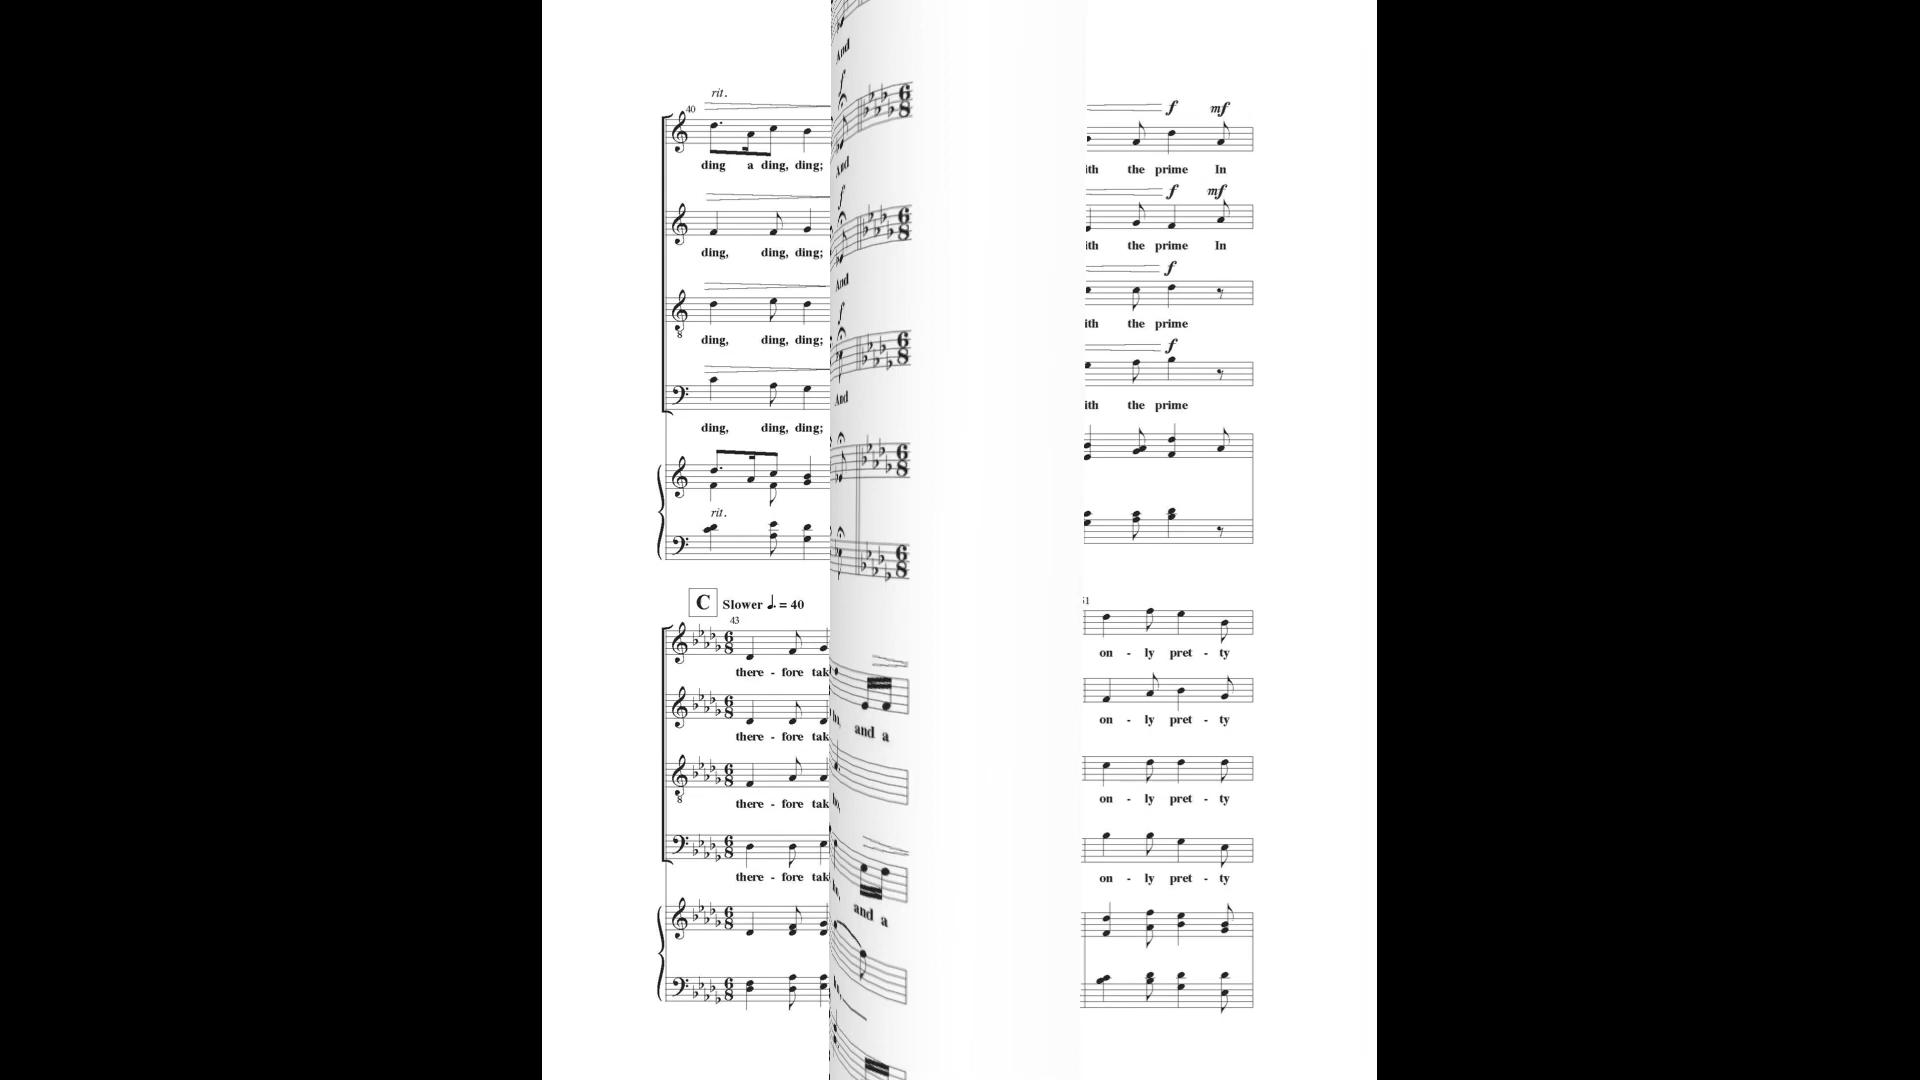 rit.
40
ding a ding, ding;
ding, ding, ding;
ding, ding, ding;
ding, ding, ding;
rit.
C Slower ♩. = 40
43
there - fore tak
there - fore tak
there - fore tak
there - fore tak
And
f
And
f
And
f
And
and a
and a
f mf
ith the prime In
f mf
ith the prime In
f
ith the prime
f
ith the prime
51
on - ly pret - ty
on - ly pret - ty
on - ly pret - ty
on - ly pret - ty